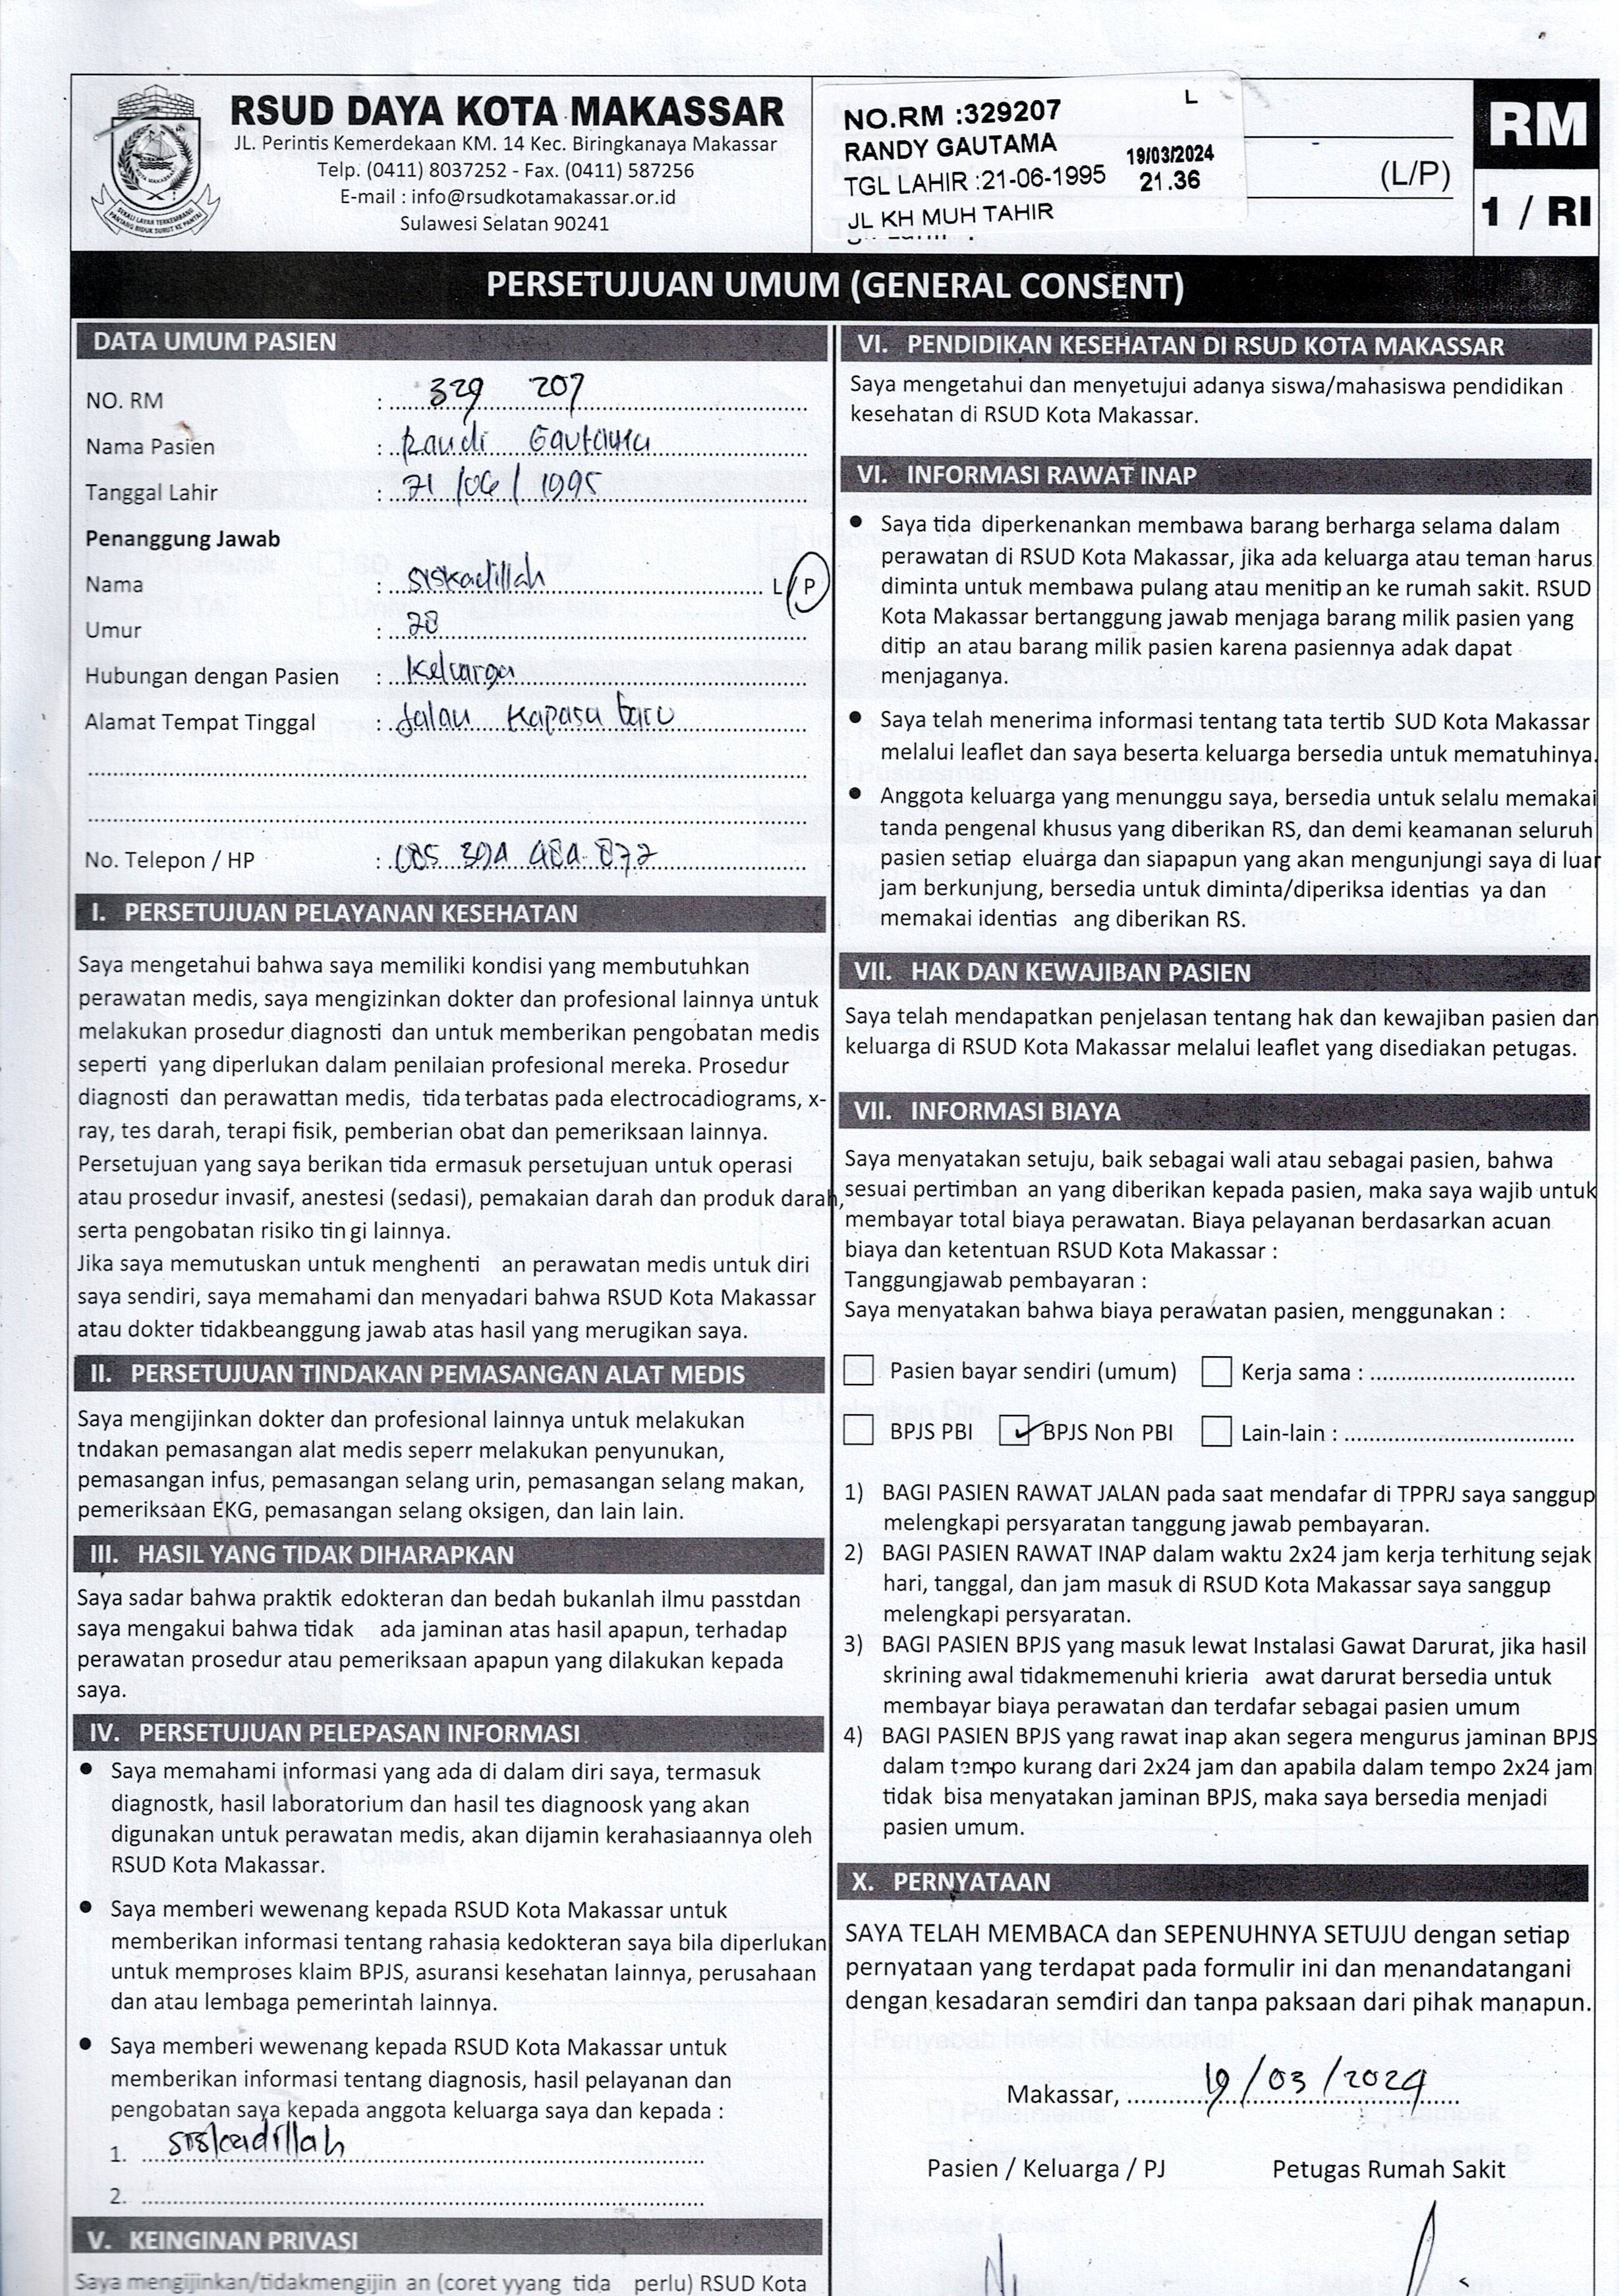 RSUD DAYA KOTA MAKASSAR
JL. Perintis Kemerdekaan KM. 14 Kec. Biringkanaya Makassar
Telp. (0411) 8037252 - Fax. (0411) 587256
E-mail : info@rsudkotamakassar.or.id
Sulawesi Selatan 90241
NO.RM :329207 L
RANDY GAUTAMA 19/03/2024
TGL LAHIR :21-06-1995 21.36
JL KH MUH TAHIR
(L/P)
RM
1 / RI
PERSETUJUAN UMUM (GENERAL CONSENT)
DATA UMUM PASIEN
NO. RM : 329 207
Nama Pasien : Randi Gautama
Tanggal Lahir : 21 /06 / 1995
Penanggung Jawab
Nama : siskadillah L/P
Umur : 28
Hubungan dengan Pasien : Keluarga
Alamat Tempat Tinggal : Jalan Kapasa baru
No. Telepon / HP : 085
I. PERSETUJUAN PELAYANAN KESEHATAN
Saya mengetahui bahwa saya memiliki kondisi yang membutuhkan
perawatan medis, saya mengizinkan dokter dan profesional lainnya untuk
melakukan prosedur diagnosti dan untuk memberikan pengobatan medis
seperti yang diperlukan dalam penilaian profesional mereka. Prosedur
diagnosti dan perawattan medis, tida terbatas pada electrocadiograms, x-
ray, tes darah, terapi fisik, pemberian obat dan pemeriksaan lainnya.
Persetujuan yang saya berikan tida ermasuk persetujuan untuk operasi
atau prosedur invasif, anestesi (sedasi), pemakaian darah dan produk darah,
serta pengobatan risiko tin gi lainnya.
Jika saya memutuskan untuk menghenti an perawatan medis untuk diri
saya sendiri, saya memahami dan menyadari bahwa RSUD Kota Makassar
atau dokter tidakbeanggung jawab atas hasil yang merugikan saya.
II. PERSETUJUAN TINDAKAN PEMASANGAN ALAT MEDIS
Saya mengijinkan dokter dan profesional lainnya untuk melakukan
tndakan pemasangan alat medis seperr melakukan penyunukan,
pemasangan infus, pemasangan selang urin, pemasangan selang makan,
pemeriksaan EKG, pemasangan selang oksigen, dan lain lain.
III. HASIL YANG TIDAK DIHARAPKAN
Saya sadar bahwa praktik edokteran dan bedah bukanlah ilmu passtdan
saya mengakui bahwa tidak ada jaminan atas hasil apapun, terhadap
perawatan prosedur atau pemeriksaan apapun yang dilakukan kepada
saya.
IV. PERSETUJUAN PELEPASAN INFORMASI
● Saya memahami informasi yang ada di dalam diri saya, termasuk
diagnostk, hasil laboratorium dan hasil tes diagnoosk yang akan
digunakan untuk perawatan medis, akan dijamin kerahasiaannya oleh
RSUD Kota Makassar.
● Saya memberi wewenang kepada RSUD Kota Makassar untuk
memberikan informasi tentang rahasia kedokteran saya bila diperlukan
untuk memproses klaim BPJS, asuransi kesehatan lainnya, perusahaan
dan atau lembaga pemerintah lainnya.
● Saya memberi wewenang kepada RSUD Kota Makassar untuk
memberikan informasi tentang diagnosis, hasil pelayanan dan
pengobatan saya kepada anggota keluarga saya dan kepada :
1. siskadillah
2.
V. KEINGINAN PRIVASI
Saya mengijinkan/tidakmengijin an (coret yyang tida perlu) RSUD Kota
VI. PENDIDIKAN KESEHATAN DI RSUD KOTA MAKASSAR
Saya mengetahui dan menyetujui adanya siswa/mahasiswa pendidikan
kesehatan di RSUD Kota Makassar.
VI. INFORMASI RAWAT INAP
● Saya tida diperkenankan membawa barang berharga selama dalam
perawatan di RSUD Kota Makassar, jika ada keluarga atau teman harus
diminta untuk membawa pulang atau menitip an ke rumah sakit. RSUD
Kota Makassar bertanggung jawab menjaga barang milik pasien yang
ditip an atau barang milik pasien karena pasiennya adak dapat
menjaganya.
● Saya telah menerima informasi tentang tata tertib SUD Kota Makassar
melalui leaflet dan saya beserta keluarga bersedia untuk mematuhinya.
● Anggota keluarga yang menunggu saya, bersedia untuk selalu memakai
tanda pengenal khusus yang diberikan RS, dan demi keamanan seluruh
pasien setiap eluarga dan siapapun yang akan mengunjungi saya di luar
jam berkunjung, bersedia untuk diminta/diperiksa identias ya dan
memakai identias ang diberikan RS.
VII. HAK DAN KEWAJIBAN PASIEN
Saya telah mendapatkan penjelasan tentang hak dan kewajiban pasien dan
keluarga di RSUD Kota Makassar melalui leaflet yang disediakan petugas.
VII. INFORMASI BIAYA
Saya menyatakan setuju, baik sebagai wali atau sebagai pasien, bahwa
sesuai pertimban an yang diberikan kepada pasien, maka saya wajib untuk
membayar total biaya perawatan. Biaya pelayanan berdasarkan acuan
biaya dan ketentuan RSUD Kota Makassar :
Tanggungjawab pembayaran :
Saya menyatakan bahwa biaya perawatan pasien, menggunakan :
Pasien bayar sendiri (umum) Kerja sama :
BPJS PBI ✓ BPJS Non PBI Lain-lain :
1) BAGI PASIEN RAWAT JALAN pada saat mendafar di TPPRJ saya sanggup
melengkapi persyaratan tanggung jawab pembayaran.
2) BAGI PASIEN RAWAT INAP dalam waktu 2x24 jam kerja terhitung sejak
hari, tanggal, dan jam masuk di RSUD Kota Makassar saya sanggup
melengkapi persyaratan.
3) BAGI PASIEN BPJS yang masuk lewat Instalasi Gawat Darurat, jika hasil
skrining awal tidakmemenuhi krieria awat darurat bersedia untuk
membayar biaya perawatan dan terdafar sebagai pasien umum
4) BAGI PASIEN BPJS yang rawat inap akan segera mengurus jaminan BPJS
dalam tempo kurang dari 2x24 jam dan apabila dalam tempo 2x24 jam
tidak bisa menyatakan jaminan BPJS, maka saya bersedia menjadi
pasien umum.
X. PERNYATAAN
SAYA TELAH MEMBACA dan SEPENUHNYA SETUJU dengan setiap
pernyataan yang terdapat pada formulir ini dan menandatangani
dengan kesadaran semdiri dan tanpa paksaan dari pihak manapun.
Makassar, 19/03/2024
Pasien / Keluarga / PJ Petugas Rumah Sakit